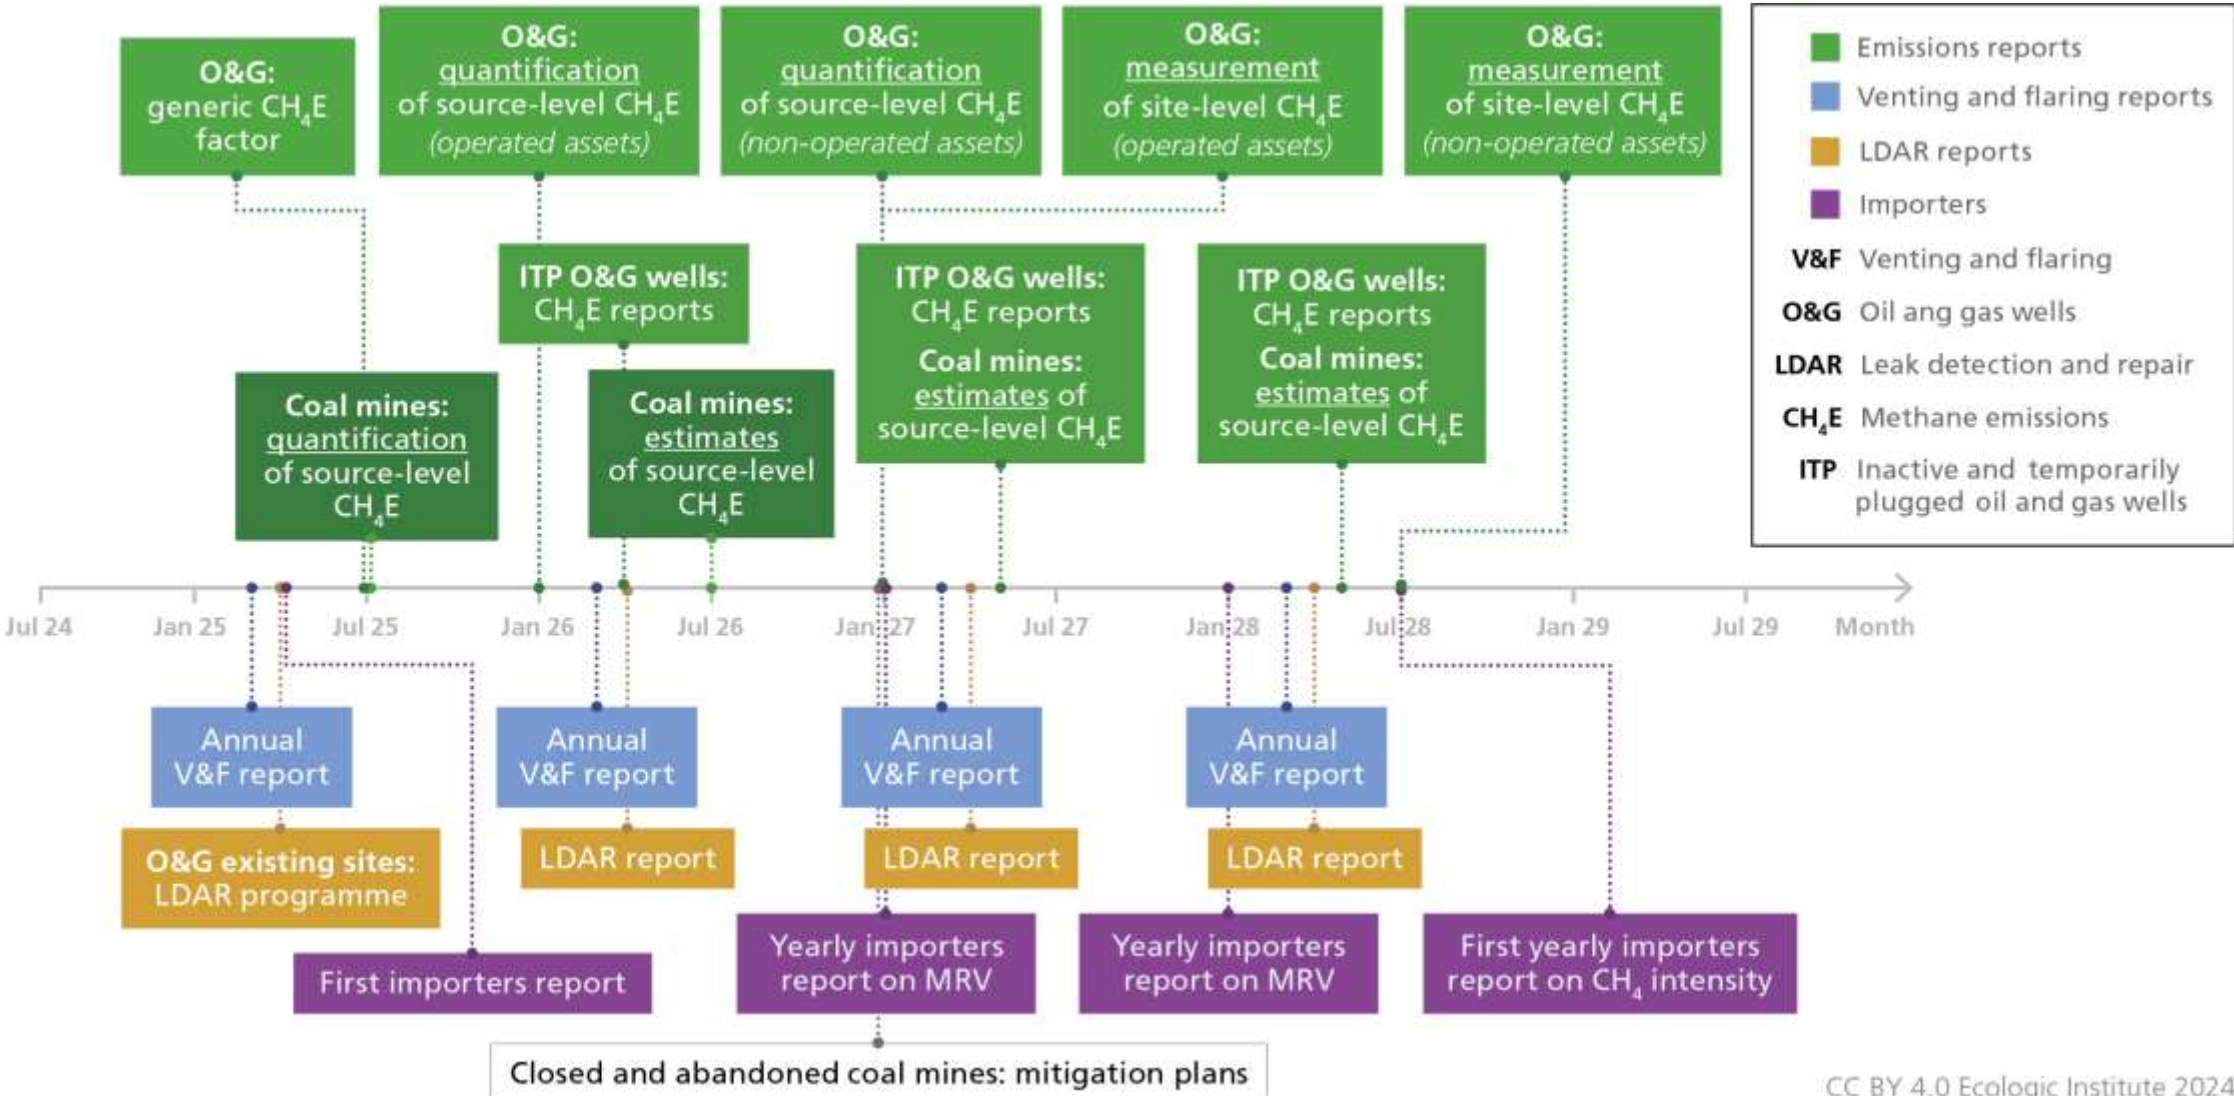 O&G:
generic CH₄E
factor
O&G:
quantification
of source-level CH₄E
(operated assets)
O&G:
quantification
of source-level CH₄E
(non-operated assets)
O&G:
measurement
of site-level CH₄E
(operated assets)
O&G:
measurement
of site-level CH₄E
(non-operated assets)
Emissions reports
Venting and flaring reports
LDAR reports
Importers
V&F Venting and flaring
O&G Oil ang gas wells
LDAR Leak detection and repair
CH₄E Methane emissions
ITP Inactive and temporarily
plugged oil and gas wells
ITP O&G wells:
CH₄E reports
ITP O&G wells:
CH₄E reports
Coal mines:
estimates of
source-level CH₄E
ITP O&G wells:
CH₄E reports
Coal mines:
estimates of
source-level CH₄E
Coal mines:
quantification
of source-level
CH₄E
Coal mines:
estimates
of source-level
CH₄E
Jul 24 Jan 25 Jul 25 Jan 26 Jul 26 Jan 27 Jul 27 Jan 28 Jul 28 Jan 29 Jul 29 Month
Annual
V&F report
Annual
V&F report
Annual
V&F report
Annual
V&F report
O&G existing sites:
LDAR programme
LDAR report
LDAR report
LDAR report
First importers report
Yearly importers
report on MRV
Yearly importers
report on MRV
First yearly importers
report on CH₄ intensity
Closed and abandoned coal mines: mitigation plans
CC BY 4.0 Ecologic Institute 2024